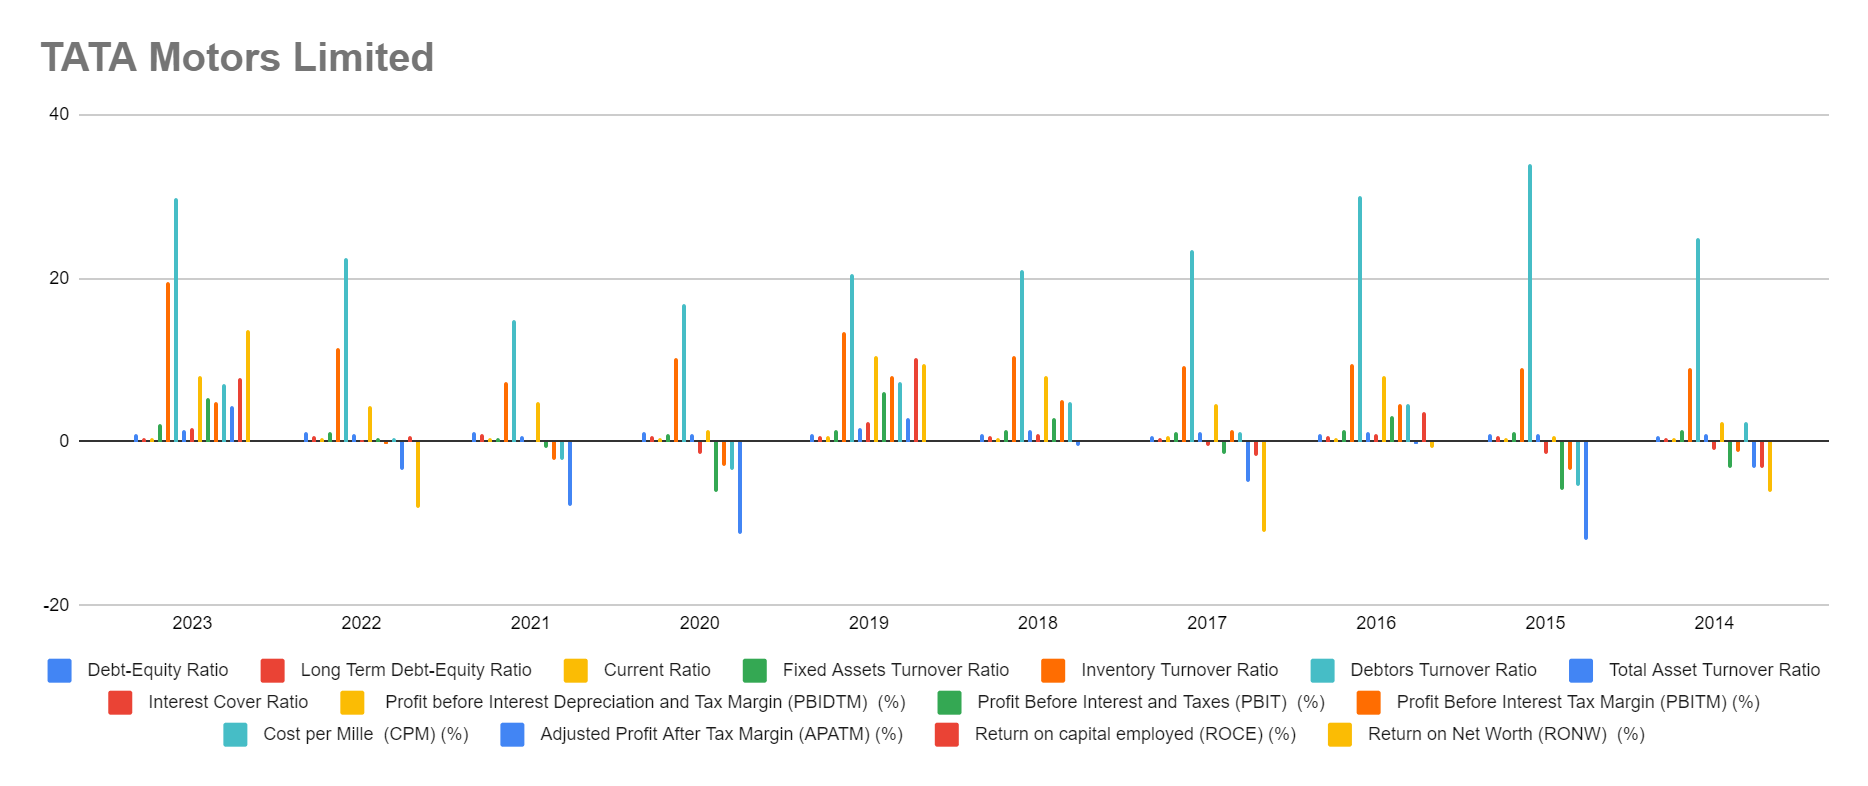 TATA Motors Limited
40
20
0
-20
2023 2022 2021 2020 2019 2018 2017 2016 2015 2014
Debt-Equity Ratio Long Term Debt-Equity Ratio Current Ratio Fixed Assets Turnover Ratio Inventory Turnover Ratio Debtors Turnover Ratio Total Asset Turnover Ratio
Interest Cover Ratio Profit before Interest Depreciation and Tax Margin (PBIDTM) (%) Profit Before Interest and Taxes (PBIT) (%) Profit Before Interest Tax Margin (PBITM) (%)
Cost per Mille (CPM) (%) Adjusted Profit After Tax Margin (APATM) (%) Return on capital employed (ROCE) (%) Return on Net Worth (RONW) (%)